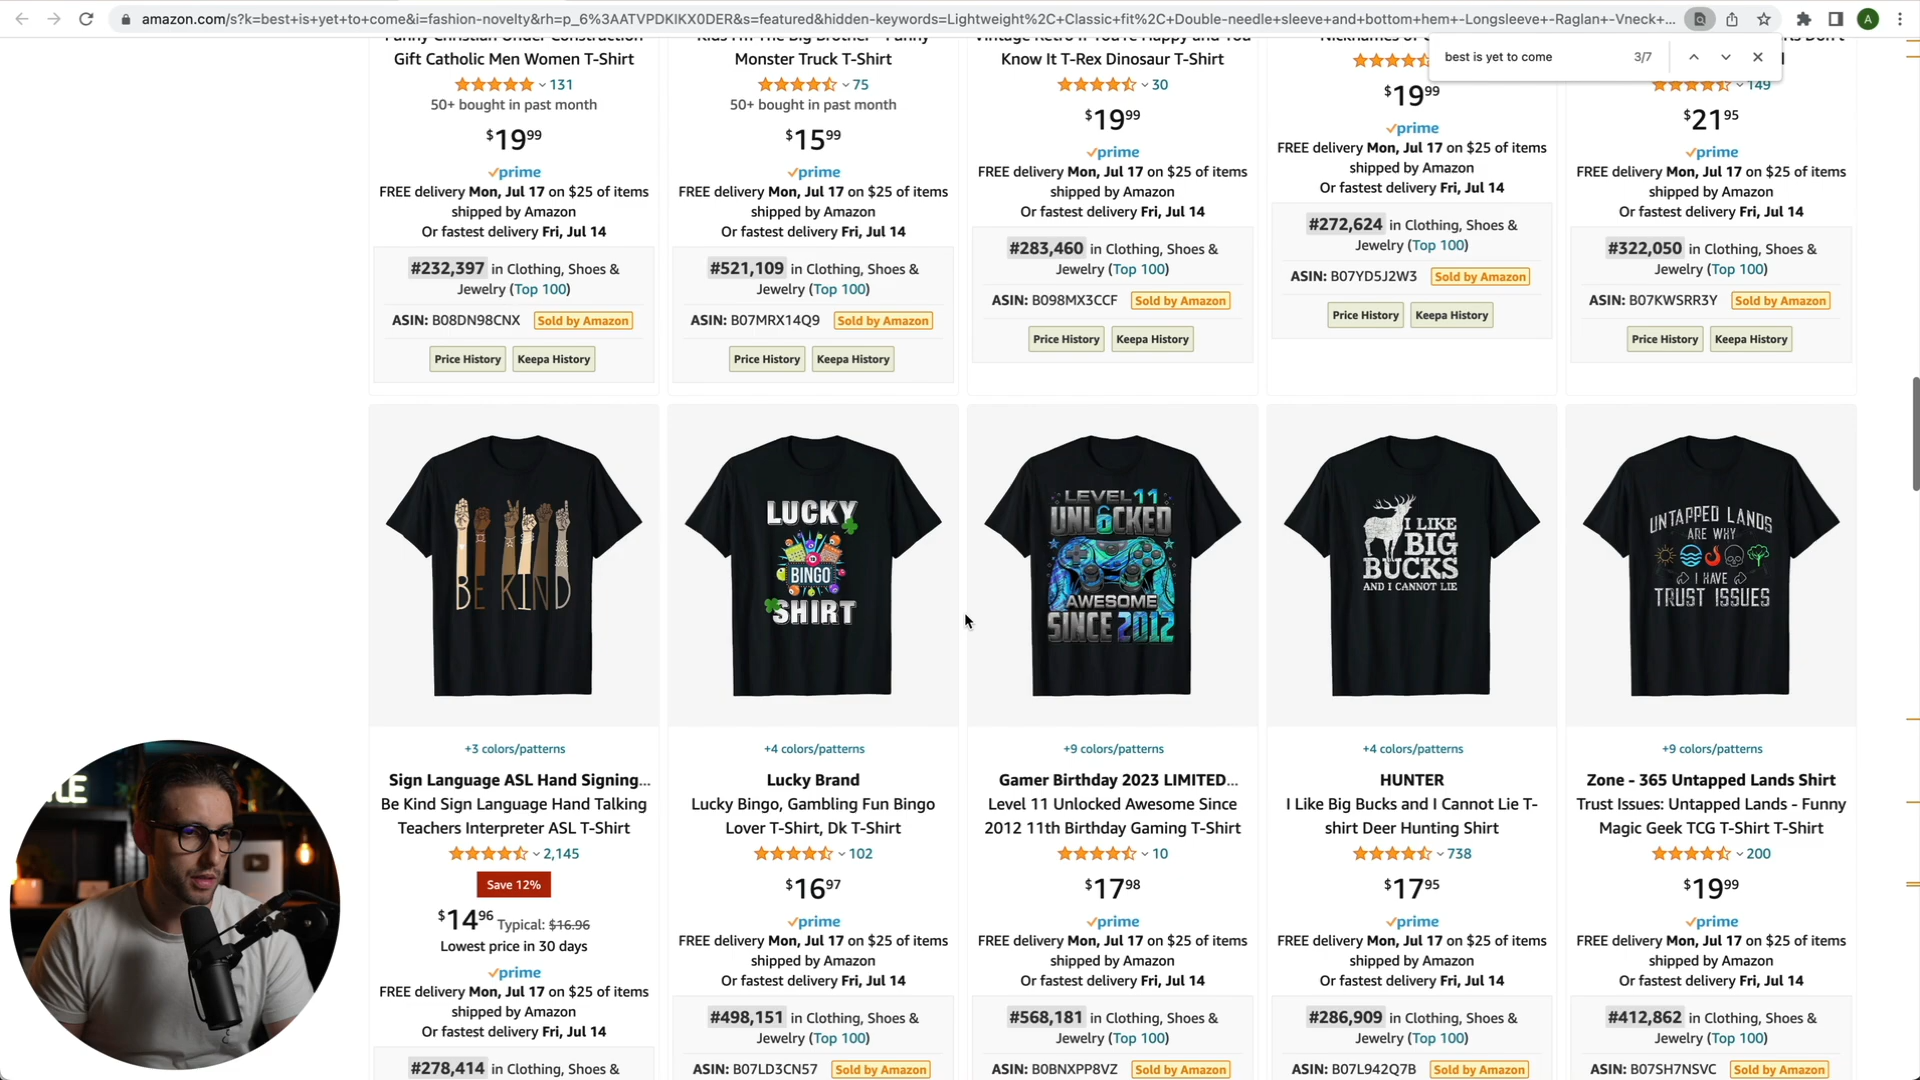 amazon.com/s?k=best+is+yet+to+come&i=fashion-novelty&rh=p_6%3AATVPDKIKX0DER&s=featured&hidden-keywords=Lightweight%2C+Classic+fit%2C+Double-needle+sleeve+and+bottom+hem+-Longsleeve+-Raglan+-Vneck+...
A
best is yet to come 3/7
Gift Catholic Men Women T-Shirt
131
50+ bought in past month
$19.99
prime
FREE delivery Mon, Jul 17 on $25 of items
shipped by Amazon
Or fastest delivery Fri, Jul 14
#232,397 in Clothing, Shoes &
Jewelry (Top 100)
ASIN: B08DN98CNX Sold by Amazon
Price History Keepa History
Monster Truck T-Shirt
75
50+ bought in past month
$15.99
prime
FREE delivery Mon, Jul 17 on $25 of items
shipped by Amazon
Or fastest delivery Fri, Jul 14
#521,109 in Clothing, Shoes &
Jewelry (Top 100)
ASIN: B07MRX14Q9 Sold by Amazon
Price History Keepa History
Vintage Retro If You're Happy and You
Know It T-Rex Dinosaur T-Shirt
30
$19.99
prime
FREE delivery Mon, Jul 17 on $25 of items
shipped by Amazon
Or fastest delivery Fri, Jul 14
#283,460 in Clothing, Shoes &
Jewelry (Top 100)
ASIN: B098MX3CCF Sold by Amazon
Price History Keepa History
$19.99
prime
FREE delivery Mon, Jul 17 on $25 of items
shipped by Amazon
Or fastest delivery Fri, Jul 14
#272,624 in Clothing, Shoes &
Jewelry (Top 100)
ASIN: B07YD5J2W3 Sold by Amazon
Price History Keepa History
149
$21.95
prime
FREE delivery Mon, Jul 17 on $25 of items
shipped by Amazon
Or fastest delivery Fri, Jul 14
#322,050 in Clothing, Shoes &
Jewelry (Top 100)
ASIN: B07KWSRR3Y Sold by Amazon
Price History Keepa History
BE KIND
+3 colors/patterns
Sign Language ASL Hand Signing...
Be Kind Sign Language Hand Talking
Teachers Interpreter ASL T-Shirt
2,145
Save 12%
$14.96 Typical: $16.96
Lowest price in 30 days
prime
FREE delivery Mon, Jul 17 on $25 of items
shipped by Amazon
Or fastest delivery Fri, Jul 14
#278,414 in Clothing, Shoes &
LUCKY
BINGO
SHIRT
+4 colors/patterns
Lucky Brand
Lucky Bingo, Gambling Fun Bingo
Lover T-Shirt, Dk T-Shirt
102
$16.97
prime
FREE delivery Mon, Jul 17 on $25 of items
shipped by Amazon
Or fastest delivery Fri, Jul 14
#498,151 in Clothing, Shoes &
Jewelry (Top 100)
ASIN: B07LD3CN57 Sold by Amazon
LEVEL 11
UNLOCKED
AWESOME
SINCE 2012
+9 colors/patterns
Gamer Birthday 2023 LIMITED...
Level 11 Unlocked Awesome Since
2012 11th Birthday Gaming T-Shirt
10
$17.98
prime
FREE delivery Mon, Jul 17 on $25 of items
shipped by Amazon
Or fastest delivery Fri, Jul 14
#568,181 in Clothing, Shoes &
Jewelry (Top 100)
ASIN: B0BNXPP8VZ Sold by Amazon
I LIKE
BIG
BUCKS
AND I CANNOT LIE
+4 colors/patterns
HUNTER
I Like Big Bucks and I Cannot Lie T-
shirt Deer Hunting Shirt
738
$17.95
prime
FREE delivery Mon, Jul 17 on $25 of items
shipped by Amazon
Or fastest delivery Fri, Jul 14
#286,909 in Clothing, Shoes &
Jewelry (Top 100)
ASIN: B07L942Q7B Sold by Amazon
UNTAPPED LANDS
ARE WHY
I HAVE
TRUST ISSUES
+9 colors/patterns
Zone - 365 Untapped Lands Shirt
Trust Issues: Untapped Lands - Funny
Magic Geek TCG T-Shirt T-Shirt
200
$19.99
prime
FREE delivery Mon, Jul 17 on $25 of items
shipped by Amazon
Or fastest delivery Fri, Jul 14
#412,862 in Clothing, Shoes &
Jewelry (Top 100)
ASIN: B07SH7NSVC Sold by Amazon